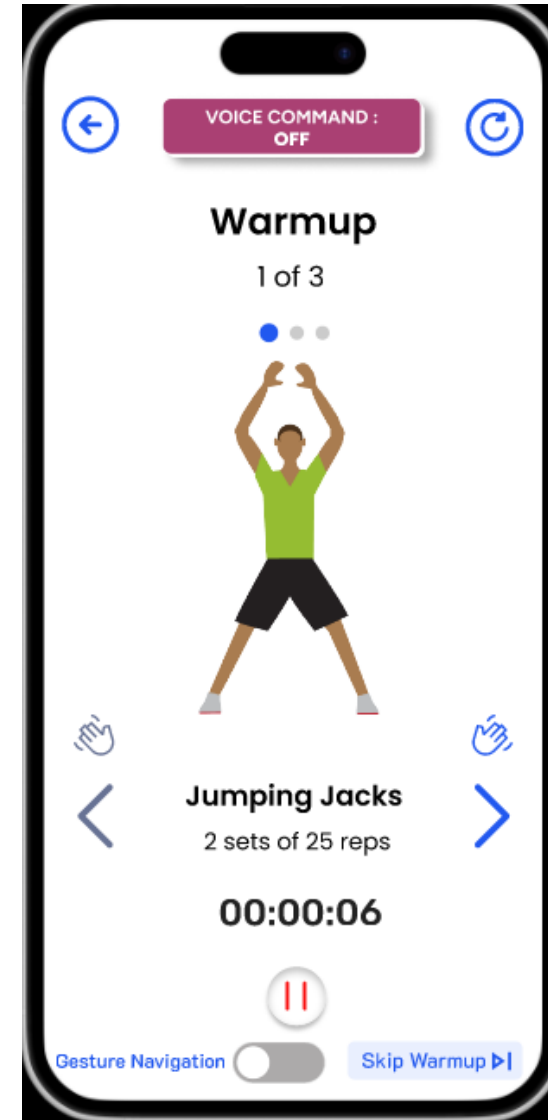 VOICE COMMAND :
OFF
Warmup
1 of 3
Jumping Jacks
2 sets of 25 reps
00:00:06
Gesture Navigation
Skip Warmup